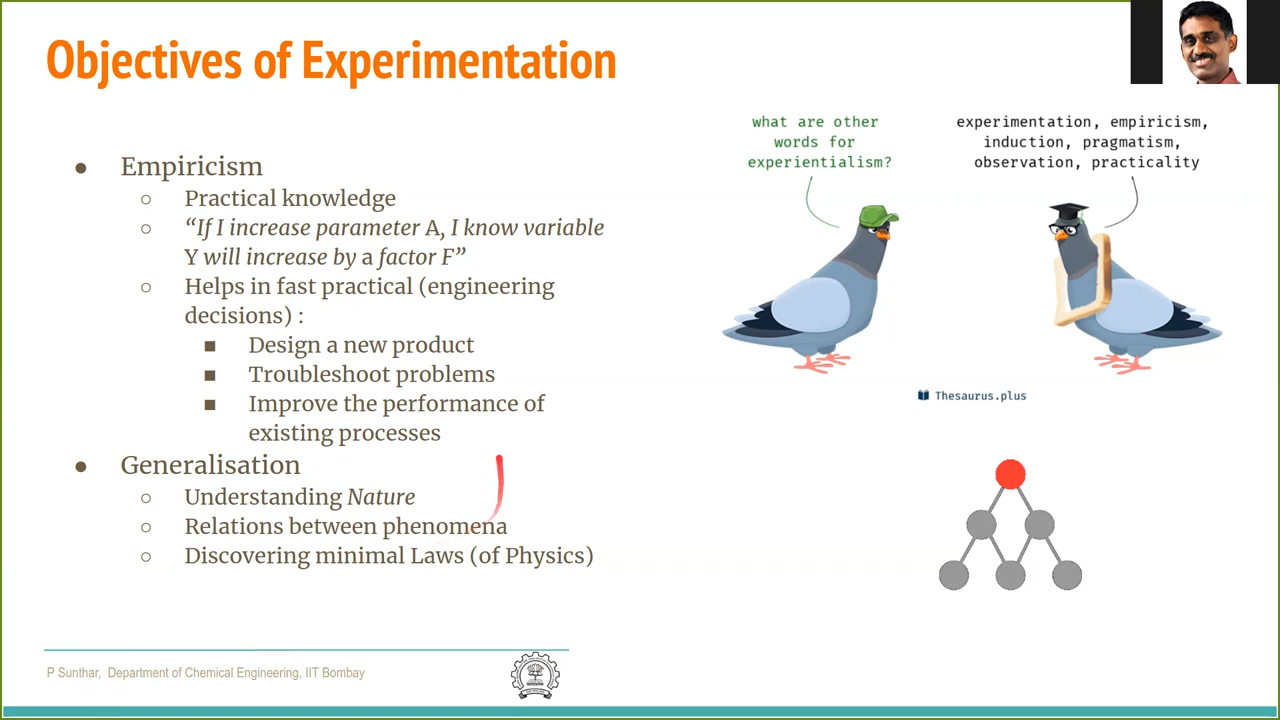 Objectives of Experimentation
● Empiricism
○ Practical knowledge
○ “If I increase parameter A, I know variable
Y will increase by a factor F”
○ Helps in fast practical (engineering
decisions) :
■ Design a new product
■ Troubleshoot problems
■ Improve the performance of
existing processes
● Generalisation
○ Understanding Nature
○ Relations between phenomena
○ Discovering minimal Laws (of Physics)
what are other
words for
experientialism?
experimentation, empiricism,
induction, pragmatism,
observation, practicality
Thesaurus.plus
P Sunthar, Department of Chemical Engineering, IIT Bombay